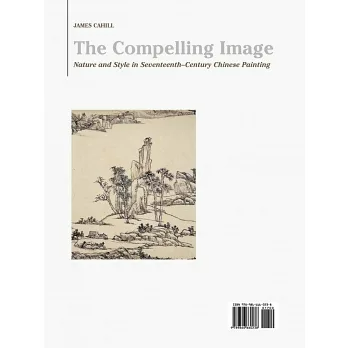 JAMES CAHILL
The Compelling Image
Nature and Style in Seventeenth–Century Chinese Painting